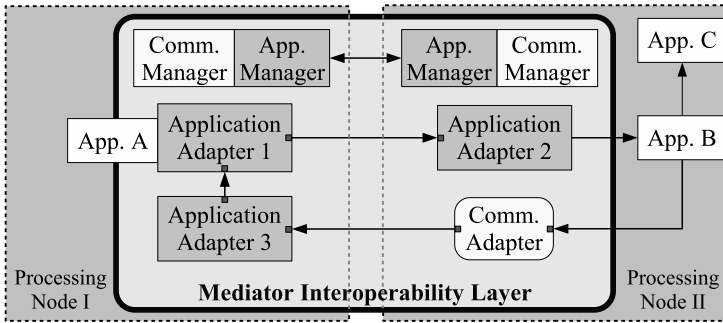 Comm.
Manager
App.
Manager
App.
Manager
Comm.
Manager
App. C
App. A
Application
Adapter 1
Application
Adapter 2
App. B
Application
Adapter 3
Comm.
Adapter
Processing
Node I
Mediator Interoperability Layer
Processing
Node II